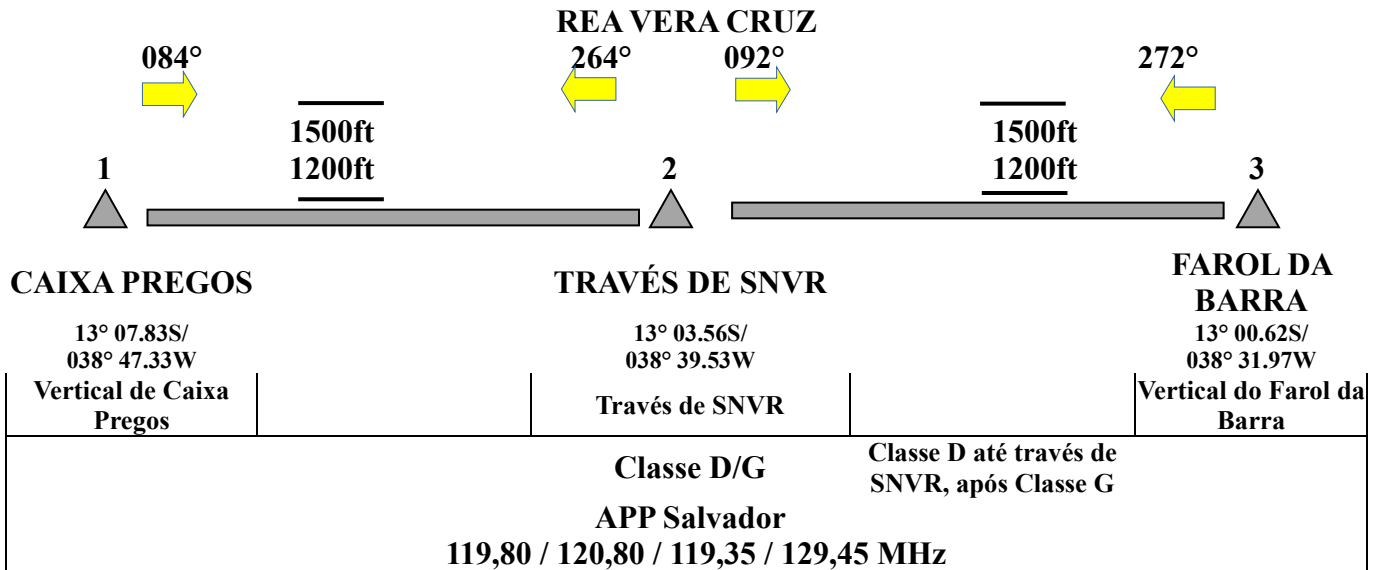 REA VERA CRUZ
084°
264°
092°
272°
1500ft
1200ft
1500ft
1200ft
1
2
3
CAIXA PREGOS
13° 07.83S/
038° 47.33W
TRAVÉS DE SNVR
13° 03.56S/
038° 39.53W
FAROL DA
BARRA
13° 00.62S/
038° 31.97W
Vertical de Caixa
Pregos
Través de SNVR
Vertical do Farol da
Barra
Classe D/G
Classe D até través de
SNVR, após Classe G
APP Salvador
119,80 / 120,80 / 119,35 / 129,45 MHz